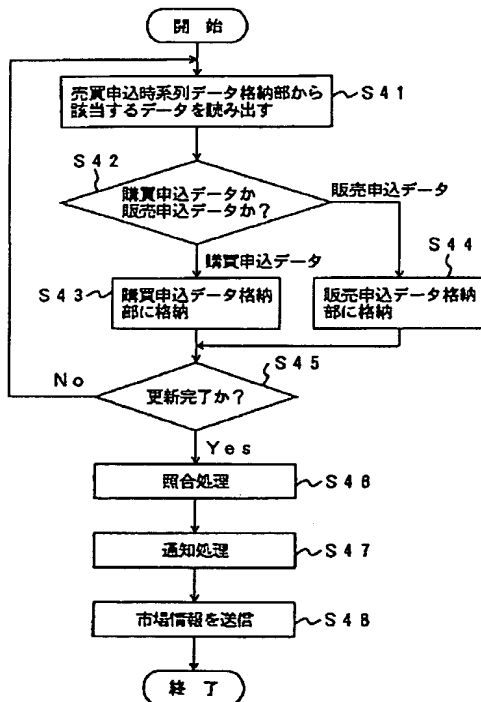 開 始
売買申込時系列データ格納部から
該当するデータを読み出す
S41
S42
購買申込データか
販売申込データか?
販売申込データ
購買申込データ
S43
購買申込データ格納
部に格納
S44
販売申込データ格納
部に格納
S45
更新完了か?
No
Yes
照合処理
S46
通知処理
S47
市場情報を送信
S48
終 了